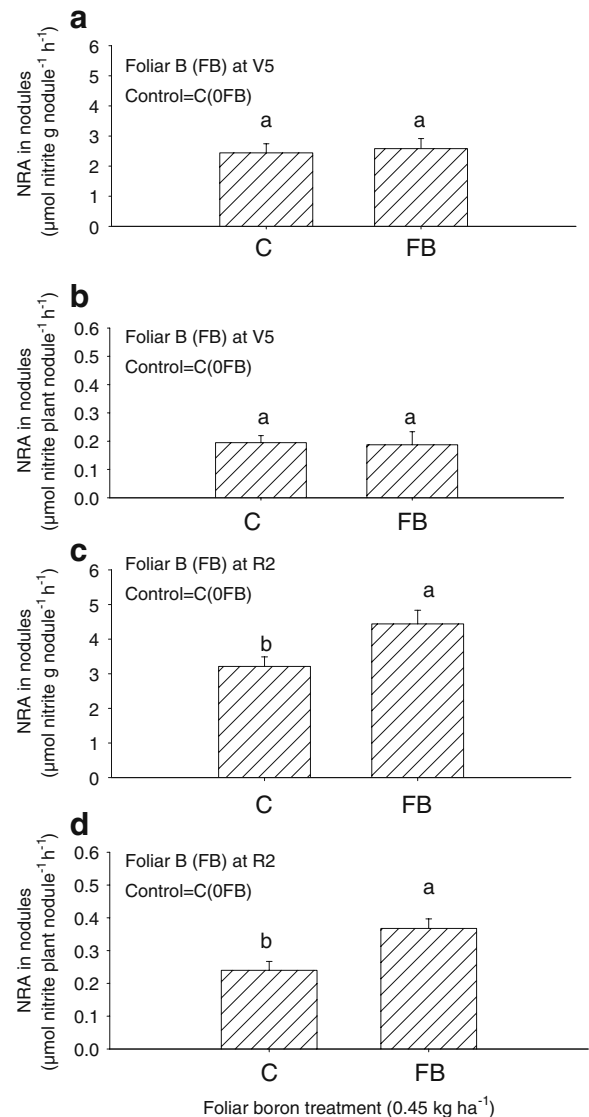 a
NRA in nodules
(µmol nitrite g nodule⁻¹ h⁻¹)
6
5
4
3
2
1
0
Foliar B (FB) at V5
Control=C(0FB)
a
a
C
FB
b
NRA in nodules
(µmol nitrite plant nodule⁻¹ h⁻¹)
0.6
0.5
0.4
0.3
0.2
0.1
0.0
Foliar B (FB) at V5
Control=C(0FB)
a
a
C
FB
c
NRA in nodules
(µmol nitrite g nodule⁻¹ h⁻¹)
6
5
4
3
2
1
0
Foliar B (FB) at R2
Control=C(0FB)
b
a
C
FB
d
NRA in nodules
(µmol nitrite plant nodule⁻¹ h⁻¹)
0.6
0.5
0.4
0.3
0.2
0.1
0.0
Foliar B (FB) at R2
Control=C(0FB)
b
a
C
FB
Foliar boron treatment (0.45 kg ha⁻¹)